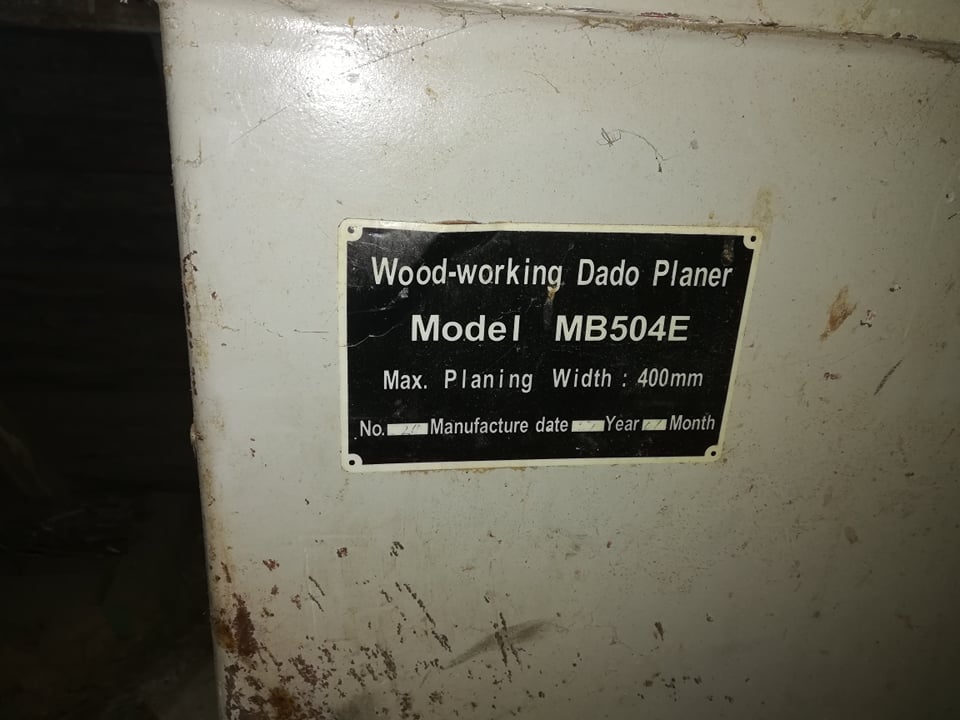 Wood-working Dado Planer
Model MB504E
Max. Planing Width : 400mm
No. Manufacture date Year Month